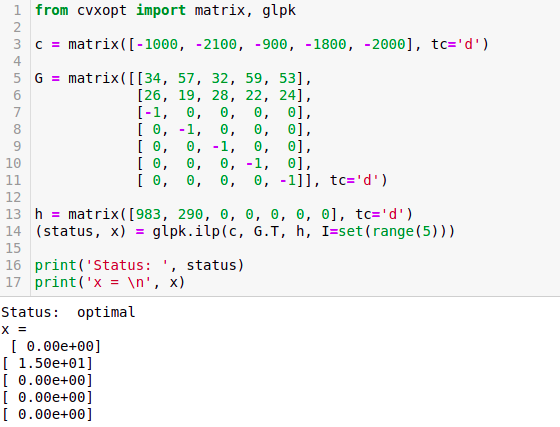 1 from cvxopt import matrix, glpk
2
3 c = matrix([-1000, -2100, -900, -1800, -2000], tc='d')
4
5 G = matrix([[34, 57, 32, 59, 53],
6             [26, 19, 28, 22, 24],
7             [-1,  0,  0,  0,  0],
8             [ 0, -1,  0,  0,  0],
9             [ 0,  0, -1,  0,  0],
10             [ 0,  0,  0, -1,  0],
11             [ 0,  0,  0,  0, -1]], tc='d')
12
13 h = matrix([983, 290, 0, 0, 0, 0, 0], tc='d')
14 (status, x) = glpk.ilp(c, G.T, h, I=set(range(5)))
15
16 print('Status: ', status)
17 print('x = \n', x)
Status:  optimal
x =
 [ 0.00e+00]
[ 1.50e+01]
[ 0.00e+00]
[ 0.00e+00]
[ 0.00e+00]